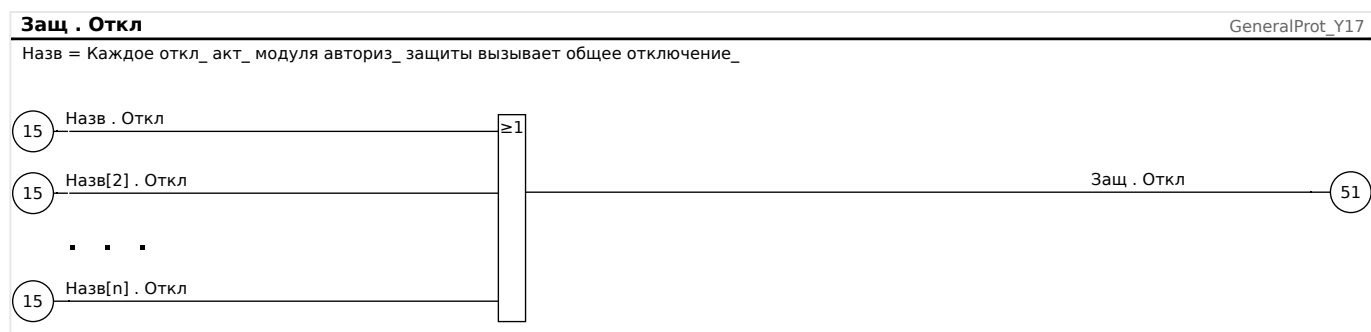 Защ . Откл
GeneralProt_Y17
Назв = Каждое откл_ акт_ модуля авториз_ защиты вызывает общее отключение_
Назв . Откл
15
≥1
Назв[2] . Откл
15
Защ . Откл
51
. . .
Назв[n] . Откл
15